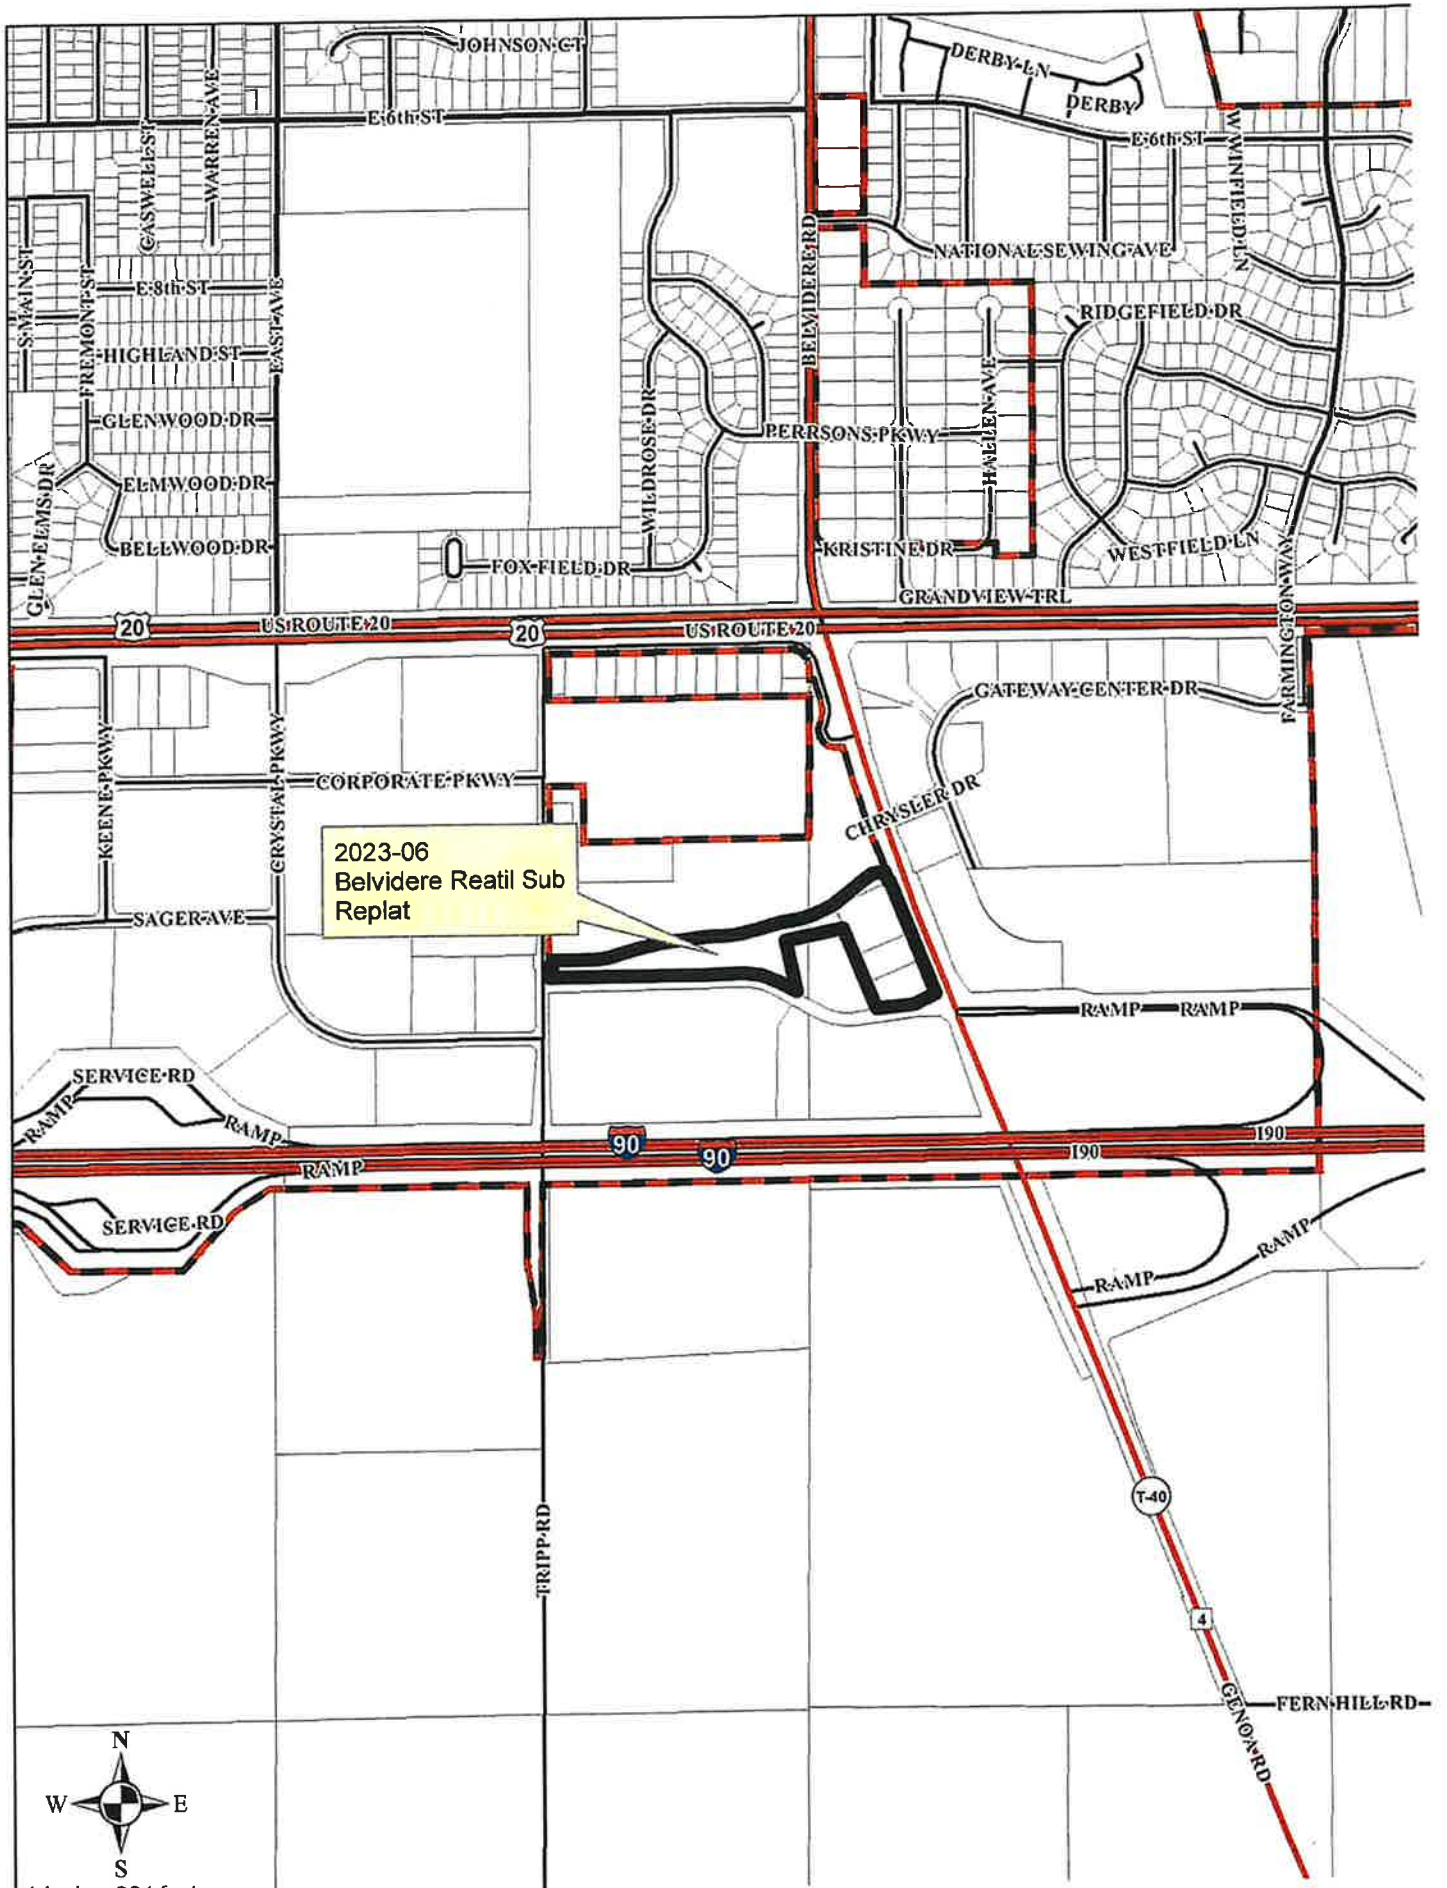 JOHNSON CT
DERBY LN
DERBY
E 6th ST
E 6th ST
CASWELL ST
WARREN AVE
W WINFIELD LN
S MAIN ST
FREMONT ST
E 8th ST
EAST AVE
BELVIDERE RD
NATIONAL SEWING AVE
RIDGEFIELD DR
HIGHLAND ST
GLENWOOD DR
WILDROSE DR
PERRSONS PKWY
HALLEN AVE
GLEN ELMS DR
ELMWOOD DR
BELLWOOD DR
FOX FIELD DR
KRISTINE DR
WESTFIELD LN
FARMINGTON WAY
GRANDVIEW TRL
20
US ROUTE 20
20
US ROUTE 20
GATEWAY CENTER DR
KEENE PKWY
CRYSTAL PKWY
CORPORATE PKWY
CHRYSLER DR
2023-06
Belvidere Reatil Sub
Replat
SAGER AVE
RAMP
RAMP
SERVICE RD
RAMP
RAMP
90
90
I90
I90
RAMP
SERVICE RD
RAMP
RAMP
T-40
TRIPP RD
4
GENOA RD
FERN HILL RD
N
W
E
S